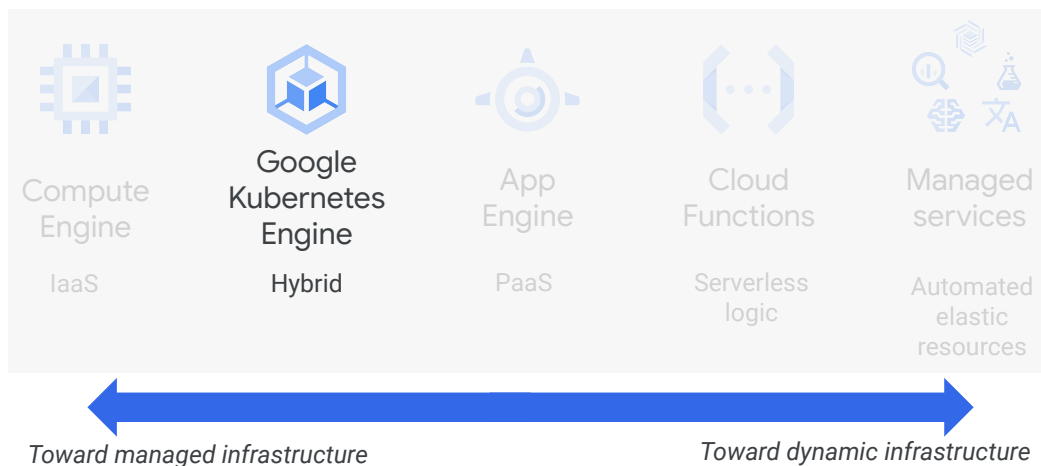 Compute
Engine
IaaS
Google
Kubernetes
Engine
Hybrid
App
Engine
PaaS
Cloud
Functions
Serverless
logic
Managed
services
Automated
elastic
resources
Toward managed infrastructure
Toward dynamic infrastructure